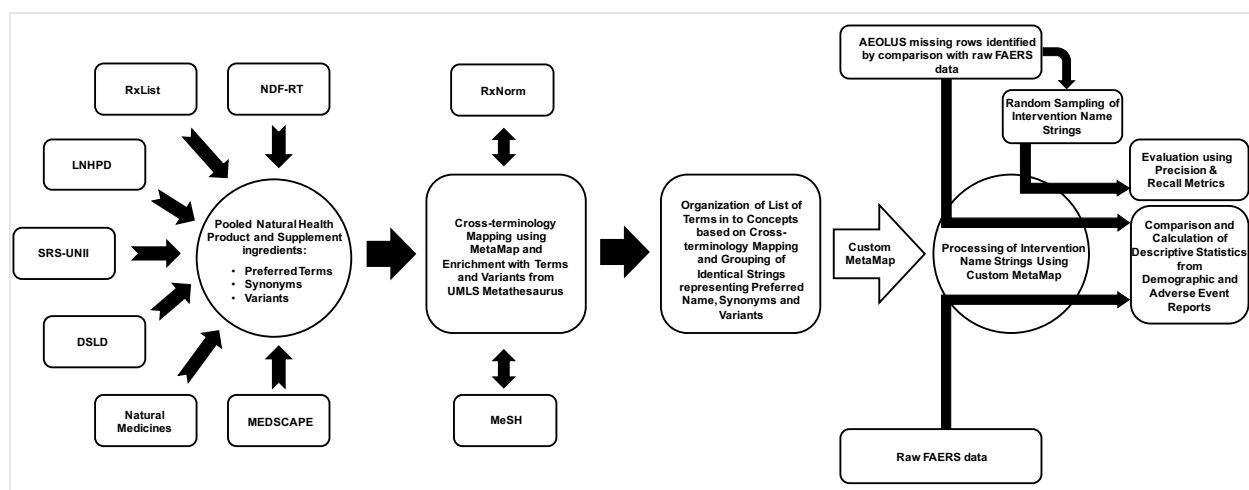 RxList
NDF-RT
LNHPD
SRS-UNII
DSLD
Natural
Medicines
MEDSCAPE
Pooled Natural Health
Product and Supplement
ingredients:
• Preferred Terms
• Synonyms
• Variants
RxNorm
Cross-terminology
Mapping using
MetaMap and
Enrichment with Terms
and Variants from
UMLS Metathesaurus
MeSH
Organization of List of
Terms in to Concepts
based on Cross-
terminology Mapping
and Grouping of
Identical Strings
representing Preferred
Name, Synonyms and
Variants
Custom
MetaMap
AEOLUS missing rows identified
by comparison with raw FAERS
data
Random Sampling of
Intervention Name
Strings
Processing of Intervention
Name Strings Using
Custom MetaMap
Evaluation using
Precision &
Recall Metrics
Comparison and
Calculation of
Descriptive Statistics
from
Demographic and
Adverse Event
Reports
Raw FAERS data